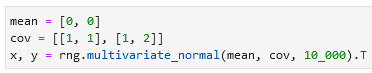 mean = [0, 0]
cov = [[1, 1], [1, 2]]
x, y = rng.multivariate_normal(mean, cov, 10_000).T